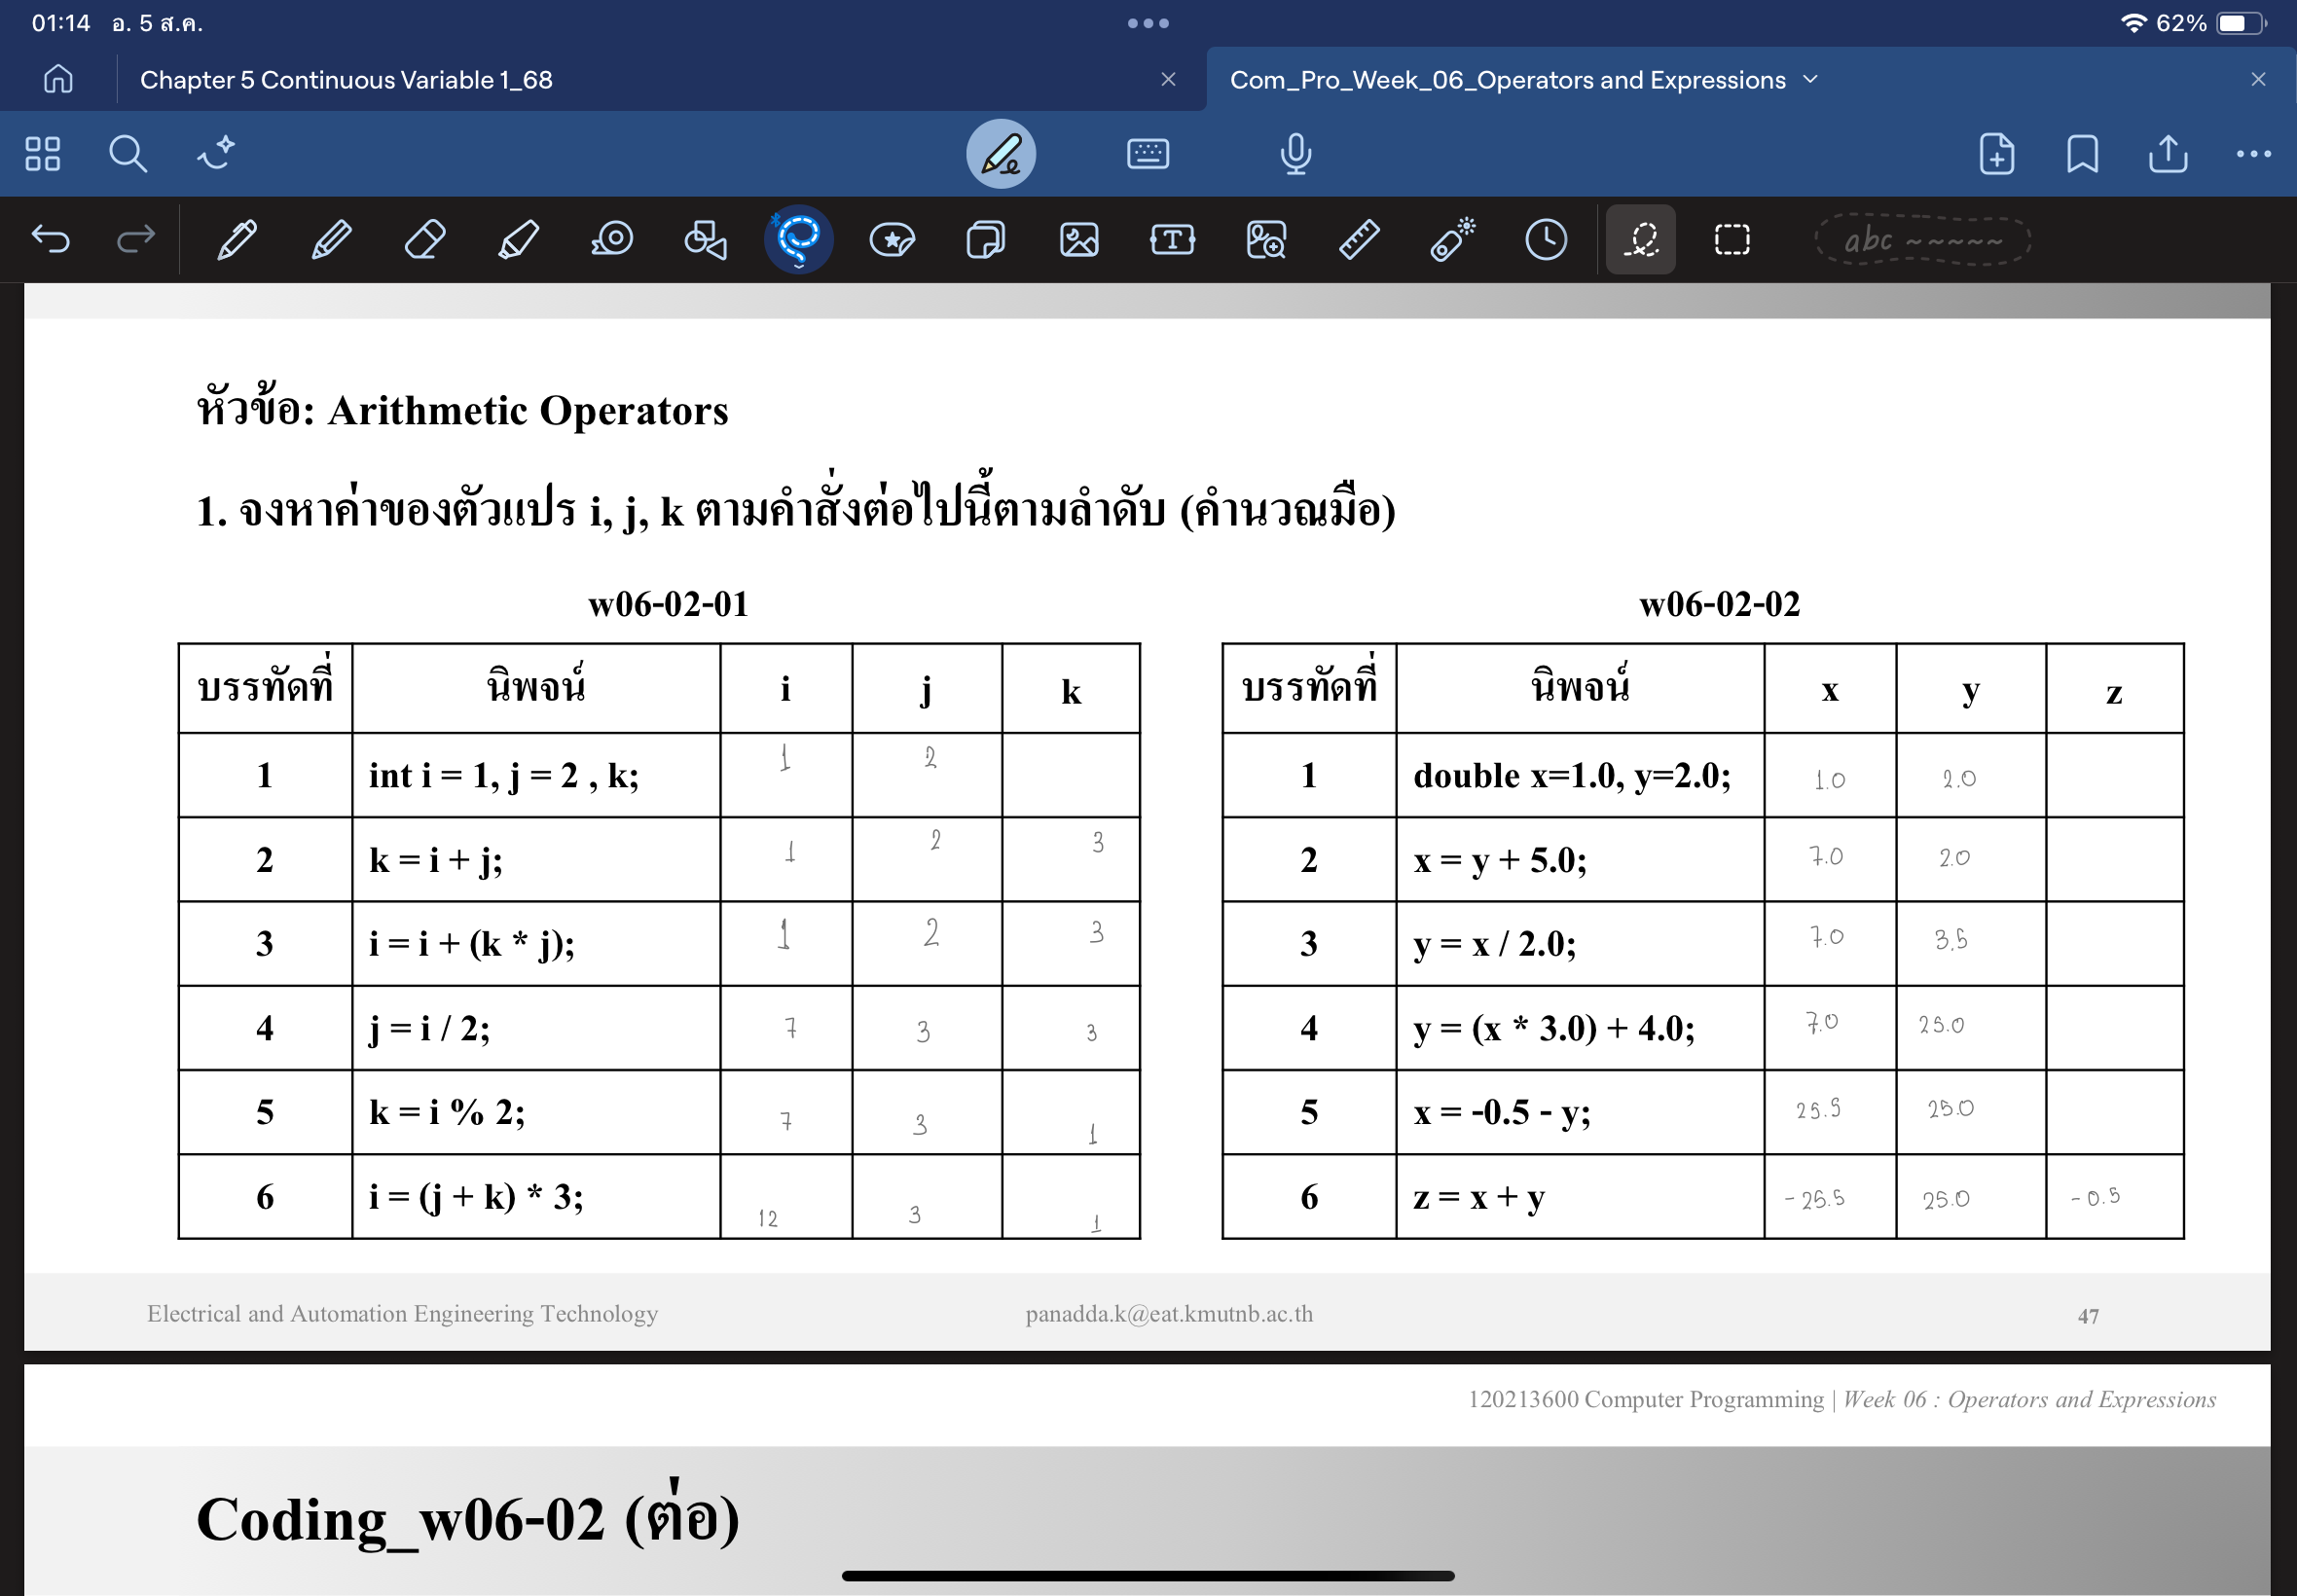 01:14 อ. 5 ส.ค.
62%
Chapter 5 Continuous Variable 1_68
Com_Pro_Week_06_Operators and Expressions
abc ~~~~~
หัวข้อ: Arithmetic Operators
1. จงหาค่าของตัวแปร i, j, k ตามคำสั่งต่อไปนี้ตามลำดับ (คำนวณมือ)
w06-02-01
บรรทัดที่ นิพจน์ i j k
1 int i = 1, j = 2 , k; 1 2
2 k = i + j; 1 2 3
3 i = i + (k * j); 1 2 3
4 j = i / 2; 7 3 3
5 k = i % 2; 7 3 1
6 i = (j + k) * 3; 12 3 1
w06-02-02
บรรทัดที่ นิพจน์ x y z
1 double x=1.0, y=2.0; 1.0 2.0
2 x = y + 5.0; 7.0 2.0
3 y = x / 2.0; 7.0 3.5
4 y = (x * 3.0) + 4.0; 7.0 25.0
5 x = -0.5 - y; 25.5 25.0
6 z = x + y -25.5 25.0 -0.5
Electrical and Automation Engineering Technology
panadda.k@eat.kmutnb.ac.th
47
120213600 Computer Programming | Week 06 : Operators and Expressions
Coding_w06-02 (ต่อ)